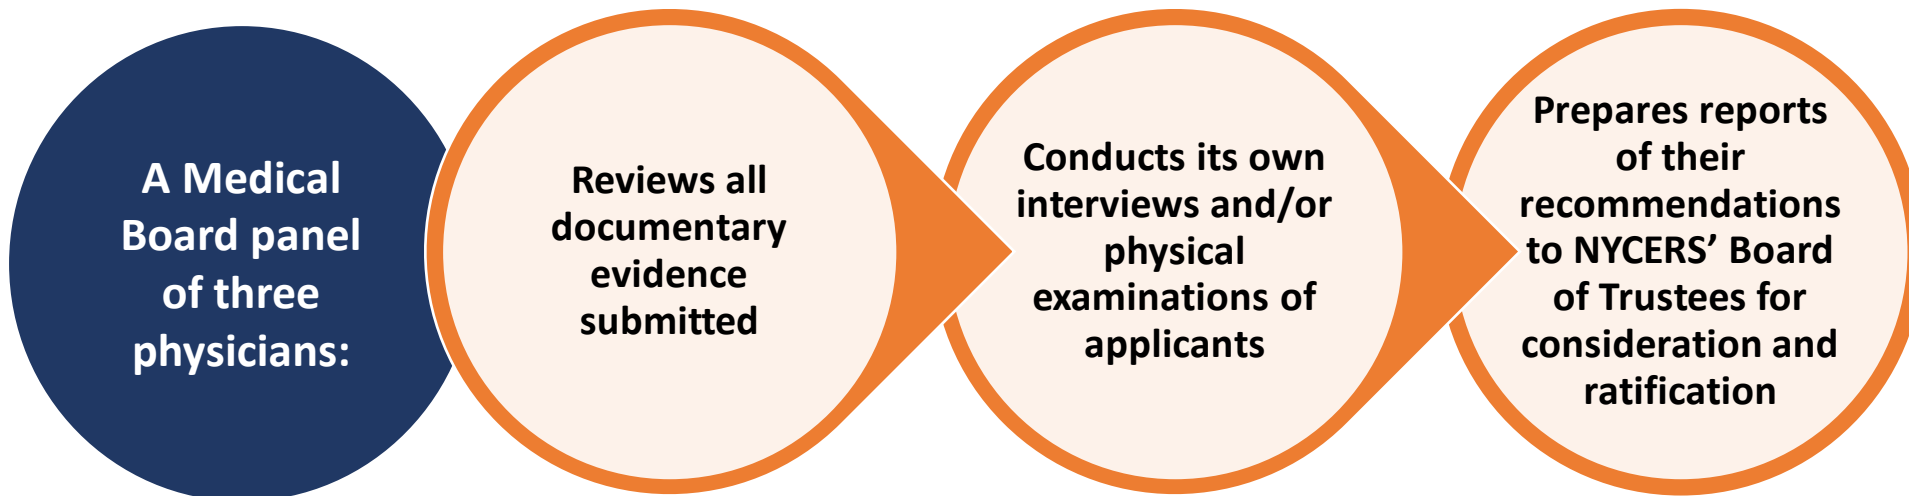 A Medical
Board panel
of three
physicians:
Reviews all
documentary
evidence
submitted
Conducts its own
interviews and/or
physical
examinations of
applicants
Prepares reports
of their
recommendations
to NYCERS’ Board
of Trustees for
consideration and
ratification